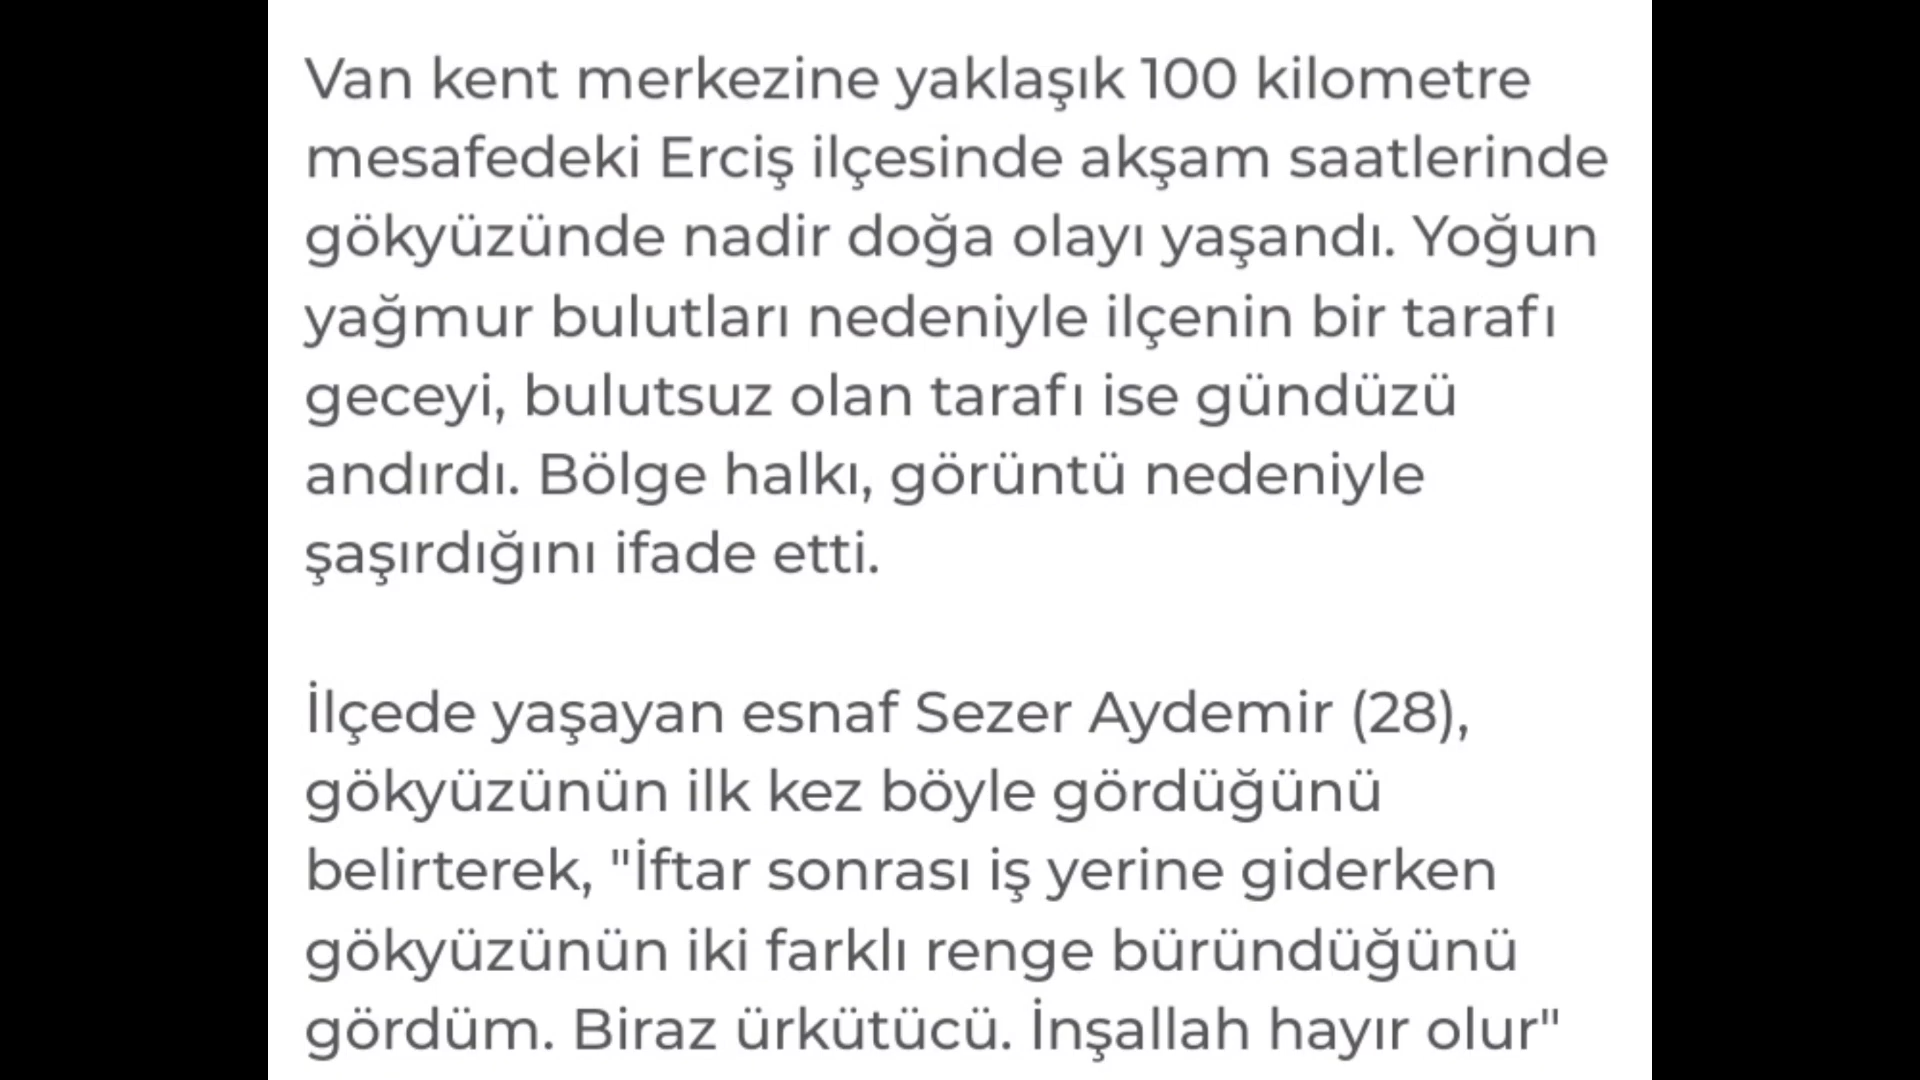 Van kent merkezine yaklaşık 100 kilometre
mesafedeki Erciş ilçesinde akşam saatlerinde
gökyüzünde nadir doğa olayı yaşandı. Yoğun
yağmur bulutları nedeniyle ilçenin bir tarafı
geceyi, bulutsuz olan tarafı ise gündüzü
andırdı. Bölge halkı, görüntü nedeniyle
şaşırdığını ifade etti.
İlçede yaşayan esnaf Sezer Aydemir (28),
gökyüzünün ilk kez böyle gördüğünü
belirterek, "İftar sonrası iş yerine giderken
gökyüzünün iki farklı renge büründüğünü
gördüm. Biraz ürkütücü. İnşallah hayır olur"